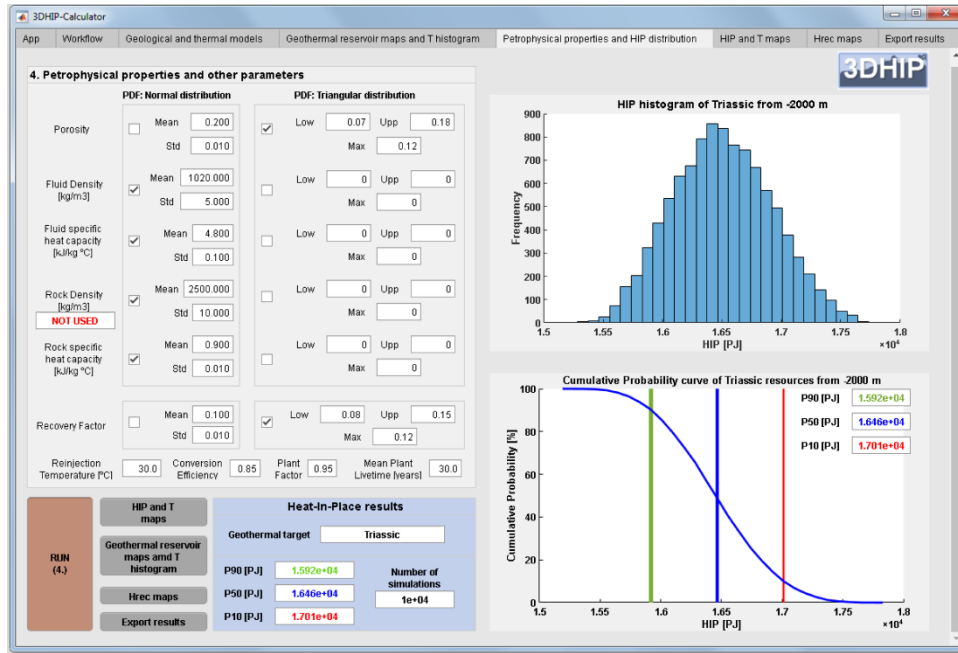 3DHIP-Calculator
App Workflow Geological and thermal models Geothermal reservoir maps and T histogram Petrophysical properties and HIP distribution HIP and T maps Hrec maps Export results
3DHIP
4. Petrophysical properties and other parameters
PDF: Normal distribution PDF: Triangular distribution
Porosity Mean 0.200 Low 0.07 Upp 0.18
Std 0.010 Max 0.12
Fluid Density [kg/m3] Mean 1020.000 Low 0 Upp 0
Std 5.000 Max 0
Fluid specific heat capacity [kJ/kg ºC] Mean 4.800 Low 0 Upp 0
Std 0.100 Max 0
Rock Density [kg/m3] Mean 2500.000 Low 0 Upp 0
NOT USED Std 10.000 Max 0
Rock specific heat capacity [kJ/kg ºC] Mean 0.900 Low 0 Upp 0
Std 0.010 Max 0
Recovery Factor Mean 0.100 Low 0.08 Upp 0.15
Std 0.010 Max 0.12
Reinjection Temperature [ºC] 30.0 Conversion Efficiency 0.85 Plant Factor 0.95 Mean Plant Livetime [years] 30.0
RUN (4.)
HIP and T maps
Geothermal reservoir maps amd T histogram
Hrec maps
Export results
Heat-In-Place results
Geothermal target Triassic
P90 [PJ] 1.592e+04
P50 [PJ] 1.646e+04
P10 [PJ] 1.701e+04
Number of simulations
1e+04
HIP histogram of Triassic from -2000 m
Frequency
900
800
700
600
500
400
300
200
100
0
1.5 1.55 1.6 1.65 1.7 1.75 1.8
HIP [PJ] ×10⁴
Cumulative Probability curve of Triassic resources from -2000 m
Cumulative Probability [%]
100
80
60
40
20
0
P90 [PJ] 1.592e+04
P50 [PJ] 1.646e+04
P10 [PJ] 1.701e+04
1.5 1.55 1.6 1.65 1.7 1.75 1.8
HIP [PJ] ×10⁴